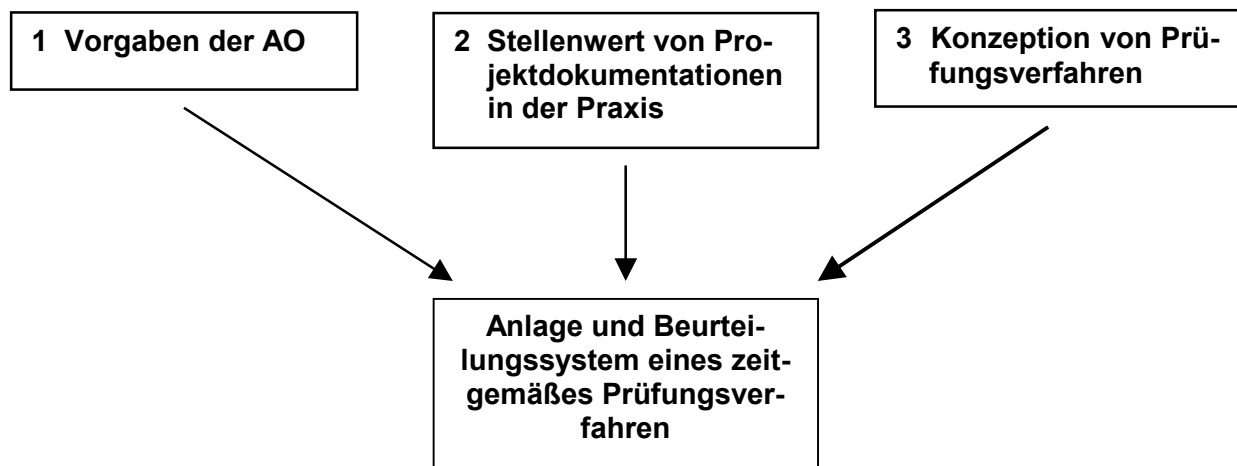 1 Vorgaben der AO
2 Stellenwert von Pro-
jektdokumentationen
in der Praxis
3 Konzeption von Prü-
fungsverfahren
Anlage und Beurtei-
lungssystem eines zeit-
gemäßes Prüfungsver-
fahren